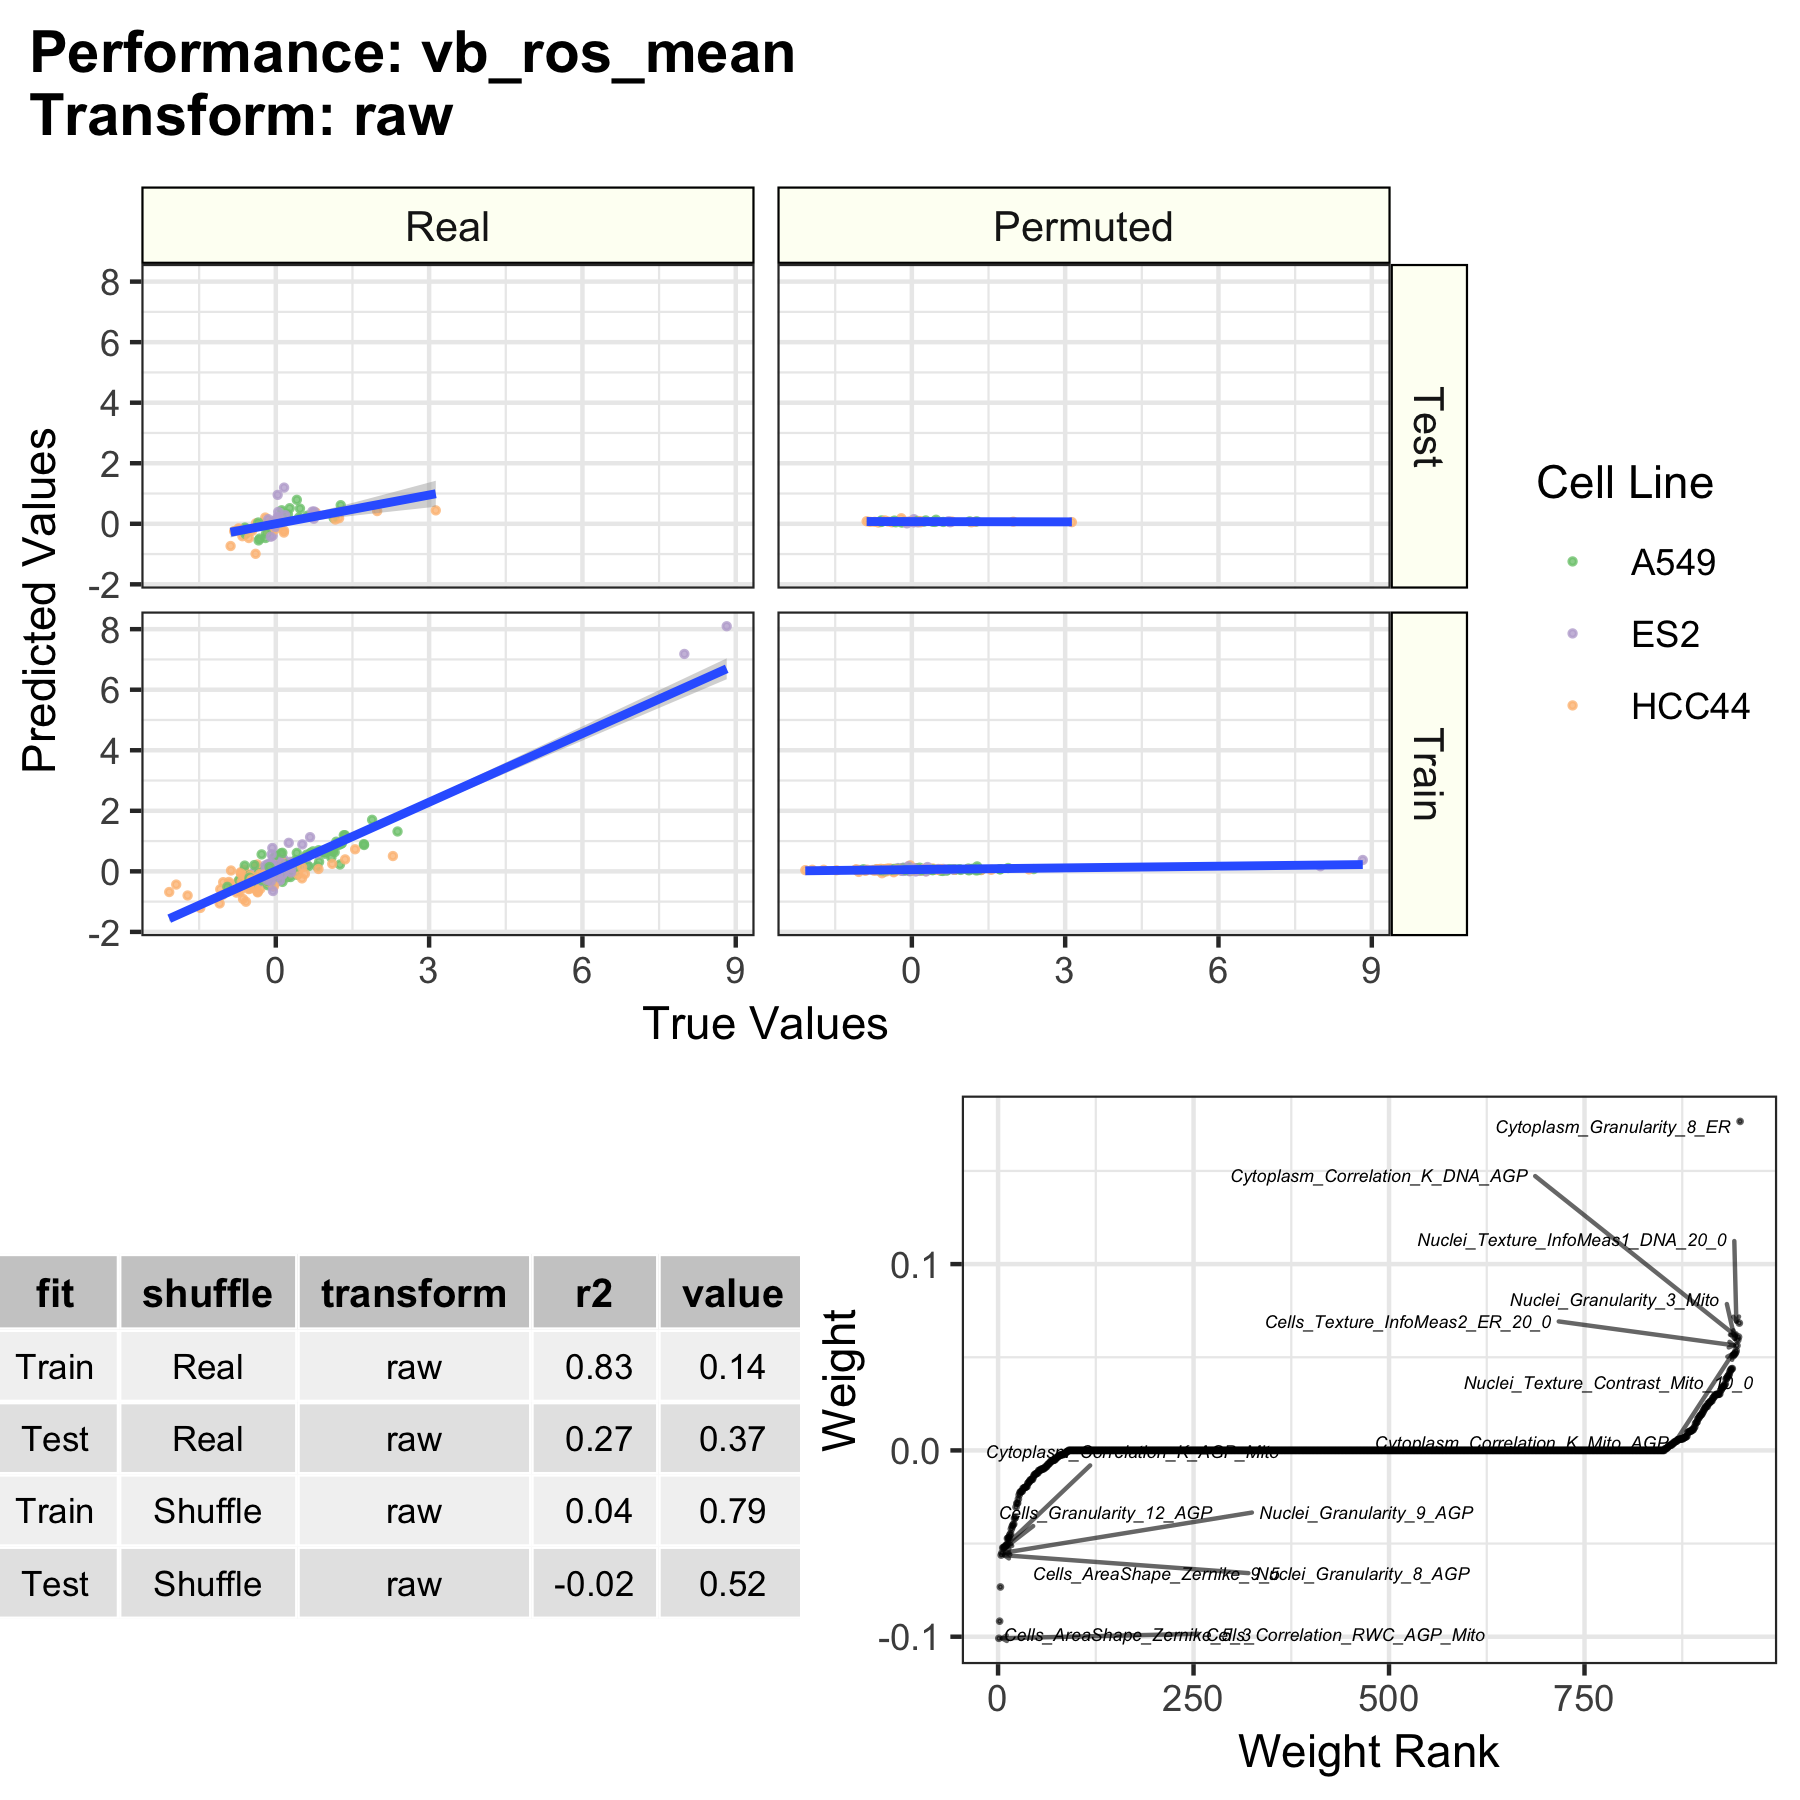 Performance: vb_ros_mean
Transform: raw
Real
Permuted
8
6
4
2
0
-2
Test
8
6
4
2
0
-2
Train
0
3
6
9
0
3
6
9
Predicted Values
True Values
Cell Line
A549
ES2
HCC44
fit shuffle transform r2 value
Train Real raw 0.83 0.14
Test Real raw 0.27 0.37
Train Shuffle raw 0.04 0.79
Test Shuffle raw -0.02 0.52
Cytoplasm_Granularity_8_ER
Cytoplasm_Correlation_K_DNA_AGP
Nuclei_Texture_InfoMeas1_DNA_20_0
Nuclei_Granularity_3_Mito
Cells_Texture_InfoMeas2_ER_20_0
Nuclei_Texture_Contrast_Mito_10_0
Cytoplasm_Correlation_K_Mito_AGP
Cytoplasm_Correlation_K_AGP_Mito
Cells_Granularity_12_AGP
Nuclei_Granularity_9_AGP
Cells_AreaShape_Zernike_9_5
Nuclei_Granularity_8_AGP
Cells_AreaShape_Zernike_5_3
Cells_Correlation_RWC_AGP_Mito
0.1
0.0
-0.1
Weight
0
250
500
750
Weight Rank